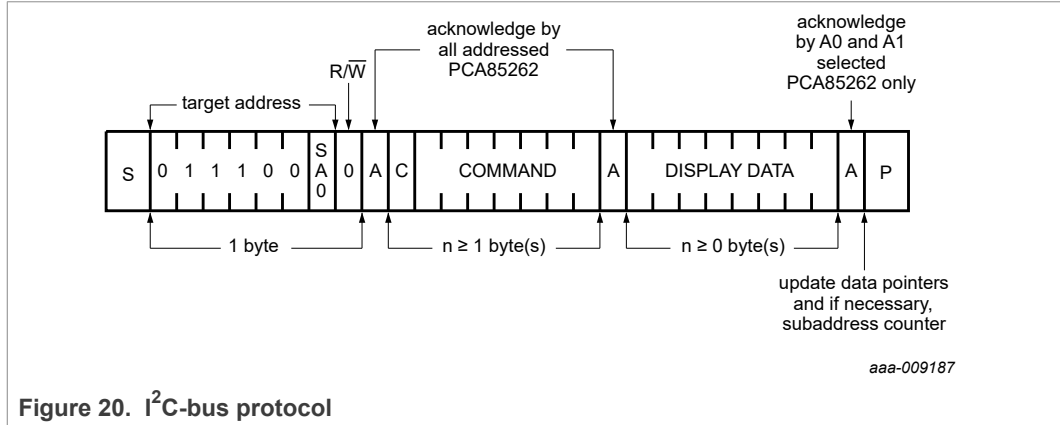 acknowledge by
all addressed
PCA85262
acknowledge
by A0 and A1
selected
PCA85262 only
R/W̅
target address
S 0 1 1 1 0 0 SA0 0 A C COMMAND A DISPLAY DATA A P
1 byte
n ≥ 1 byte(s)
n ≥ 0 byte(s)
update data pointers
and if necessary,
subaddress counter
aaa-009187
Figure 20. I²C-bus protocol